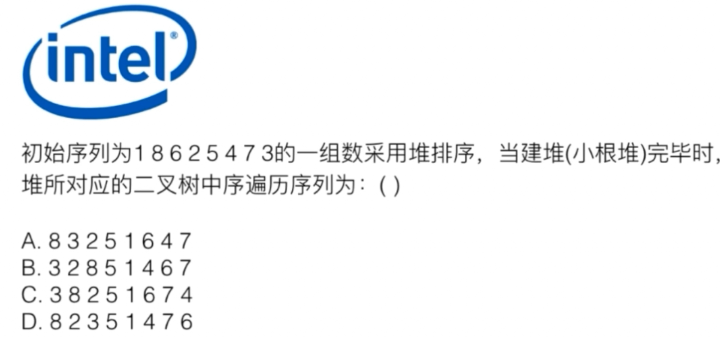 intel®
初始序列为1 8 6 2 5 4 7 3的一组数采用堆排序，当建堆(小根堆)完毕时，
堆所对应的二叉树中序遍历序列为：( )
A. 8 3 2 5 1 6 4 7
B. 3 2 8 5 1 4 6 7
C. 3 8 2 5 1 6 7 4
D. 8 2 3 5 1 4 7 6